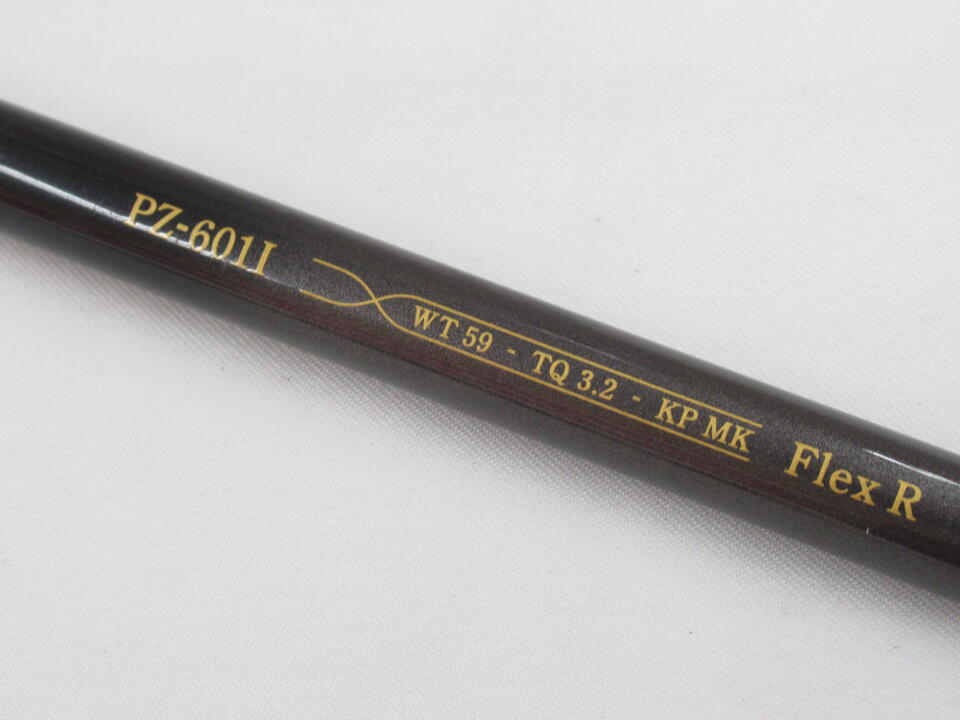 PZ-601I
WT 59 - TQ 3.2 - KP MK
Flex R